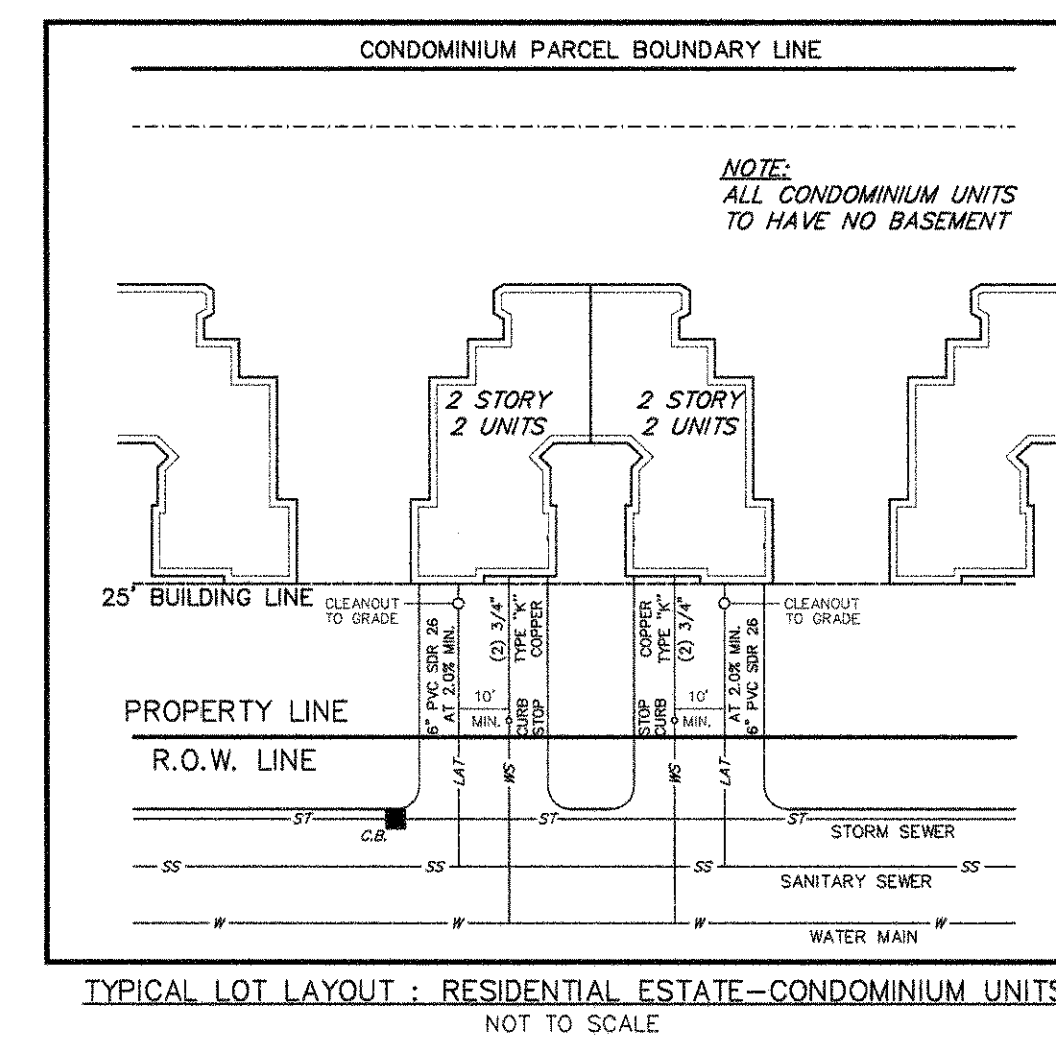 CONDOMINIUM PARCEL BOUNDARY LINE
NOTE:
ALL CONDOMINIUM UNITS
TO HAVE NO BASEMENT
2 STORY
2 UNITS
2 STORY
2 UNITS
25' BUILDING LINE
CLEANOUT
TO GRADE
6" PVC SDR 26
AT 2.0% MIN.
(2) 3/4"
TYPE "K"
COPPER
COPPER
TYPE "K"
(2) 3/4"
AT 2.0% MIN.
6" PVC SDR 26
CLEANOUT
TO GRADE
10'
MIN.
CURB
STOP
STOP
CURB
10'
MIN.
PROPERTY LINE
R.O.W. LINE
LAT
WS
WS
LAT
ST
C.B.
ST
ST
STORM SEWER
SS
SS
SS
SS
SANITARY SEWER
W
W
W
W
WATER MAIN
TYPICAL LOT LAYOUT : RESIDENTIAL ESTATE-CONDOMINIUM UNITS
NOT TO SCALE